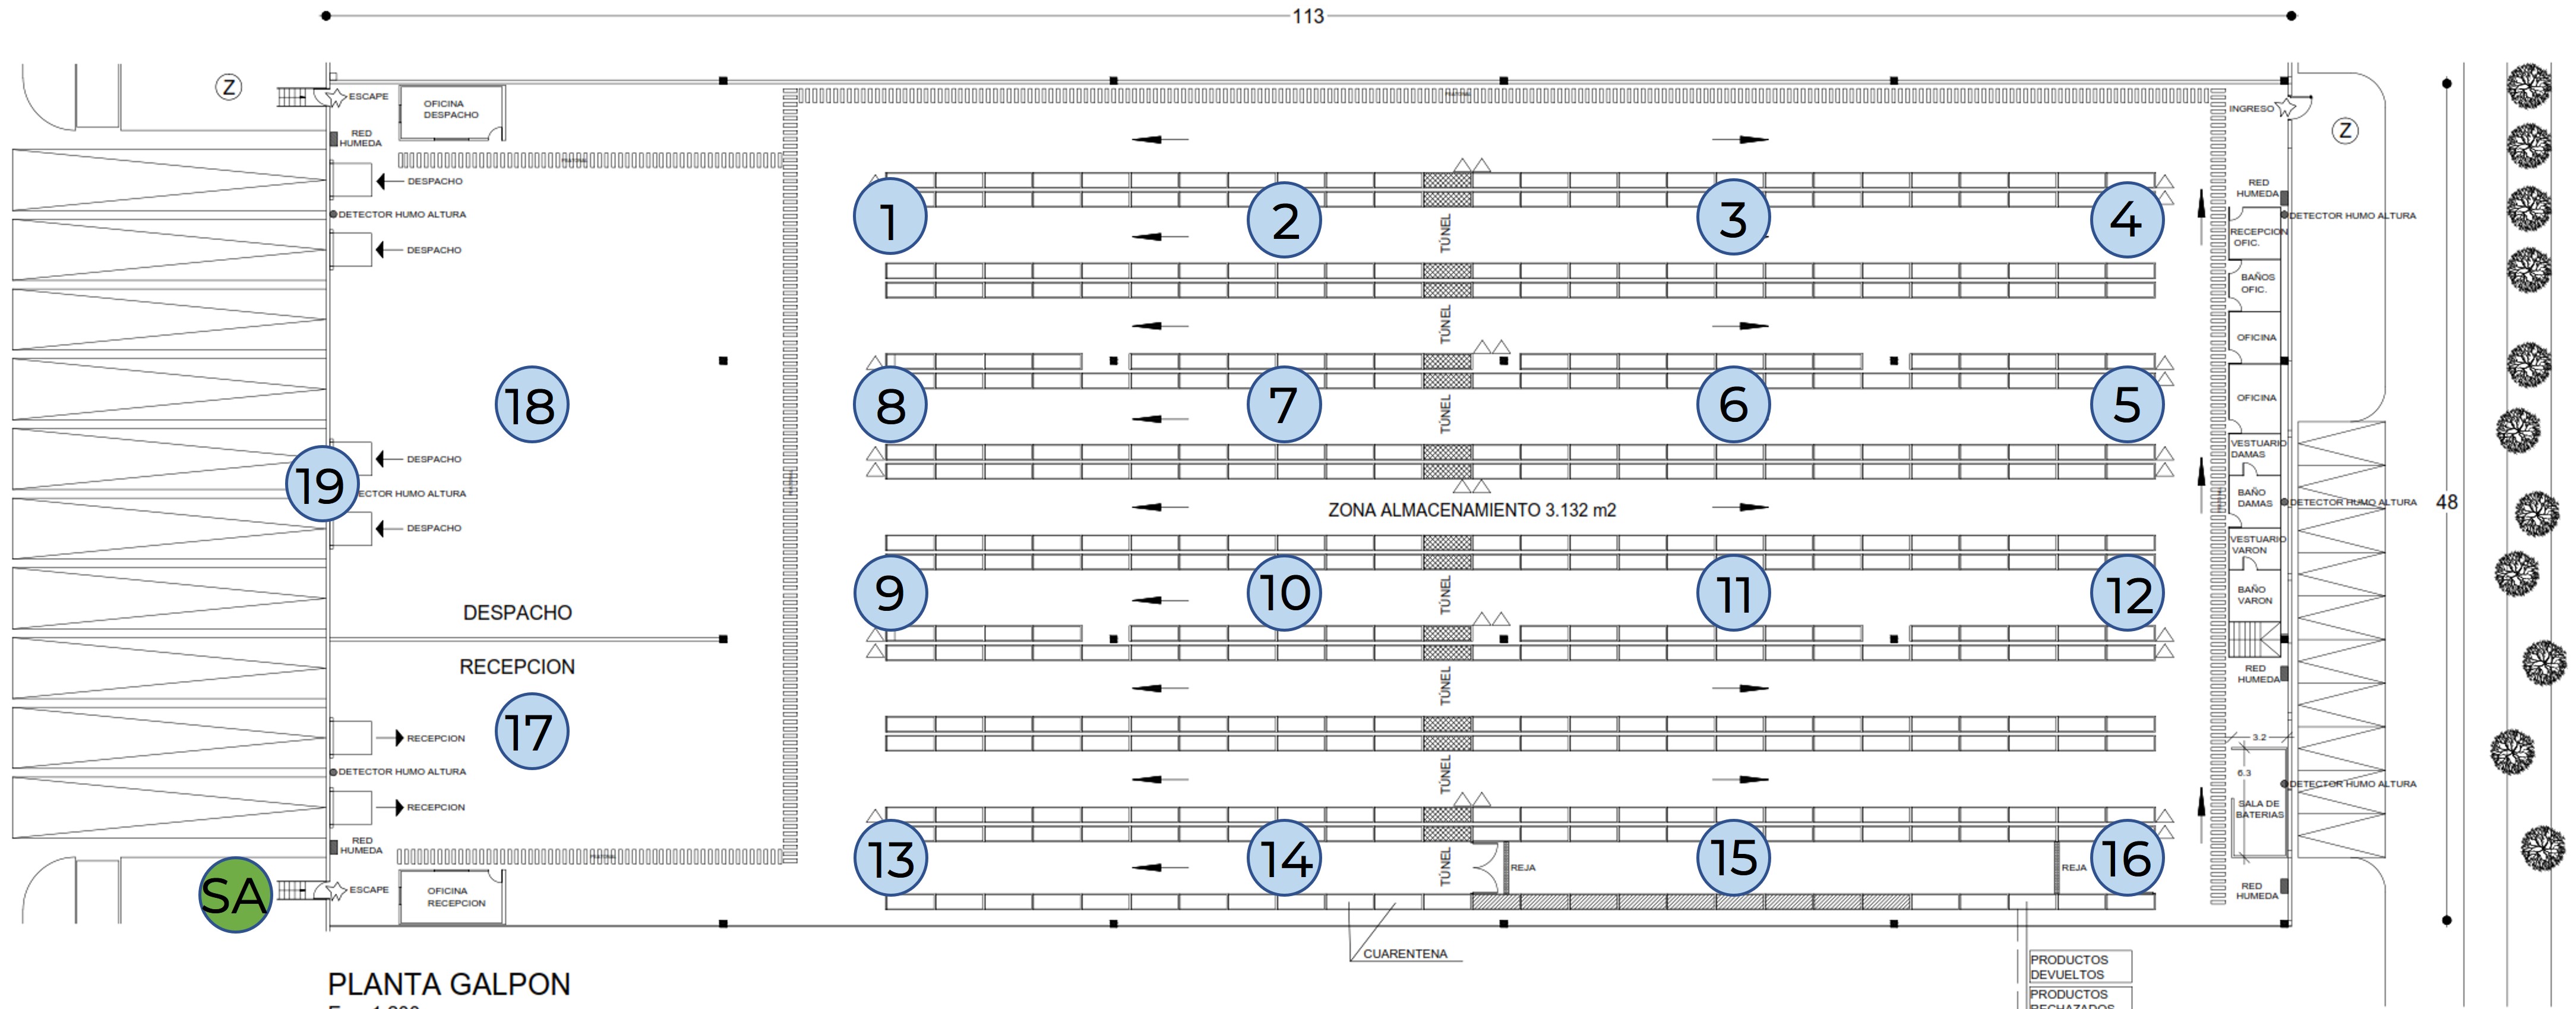 113
Z
ESCAPE
OFICINA
DESPACHO
RED
HUMEDA
PEATONAL
PEATONAL
INGRESO
Z
DESPACHO
DETECTOR HUMO ALTURA
DESPACHO
1
2
3
4
TÚNEL
RED
HUMEDA
DETECTOR HUMO ALTURA
RECEPCION
OFIC.
BAÑOS
OFIC.
TÚNEL
OFICINA
18
8
7
6
5
TÚNEL
OFICINA
19
DESPACHO
ECTOR HUMO ALTURA
DESPACHO
VESTUARIO
DAMAS
BAÑO
DAMAS
DETECTOR HUMO ALTURA
48
ZONA ALMACENAMIENTO 3.132 m2
VESTUARIO
VARON
BAÑO
VARON
9
10
11
12
TÚNEL
DESPACHO
RECEPCION
17
TÚNEL
RED
HUMEDA
RECEPCION
DETECTOR HUMO ALTURA
RECEPCION
TÚNEL
3.2
6.3
DETECTOR HUMO ALTURA
SALA DE
BATERIAS
RED
HUMEDA
PEATONAL
13
14
15
16
TÚNEL
REJA
REJA
SA
ESCAPE
OFICINA
RECEPCION
RED
HUMEDA
CUARENTENA
PRODUCTOS
DEVUELTOS
PRODUCTOS
RECHAZADOS
PLANTA GALPON